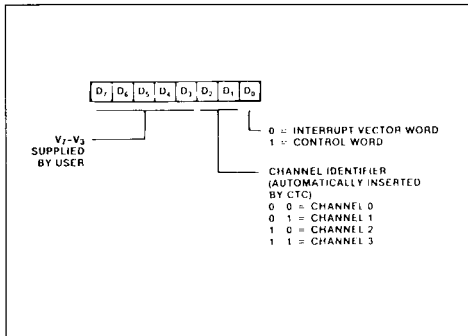 D7 D6 D5 D4 D3 D2 D1 D0
V7-V3
SUPPLIED
BY USER
0 = INTERRUPT VECTOR WORD
1 = CONTROL WORD
CHANNEL IDENTIFIER
(AUTOMATICALLY INSERTED
BY CTC)
0 0 = CHANNEL 0
0 1 = CHANNEL 1
1 0 = CHANNEL 2
1 1 = CHANNEL 3